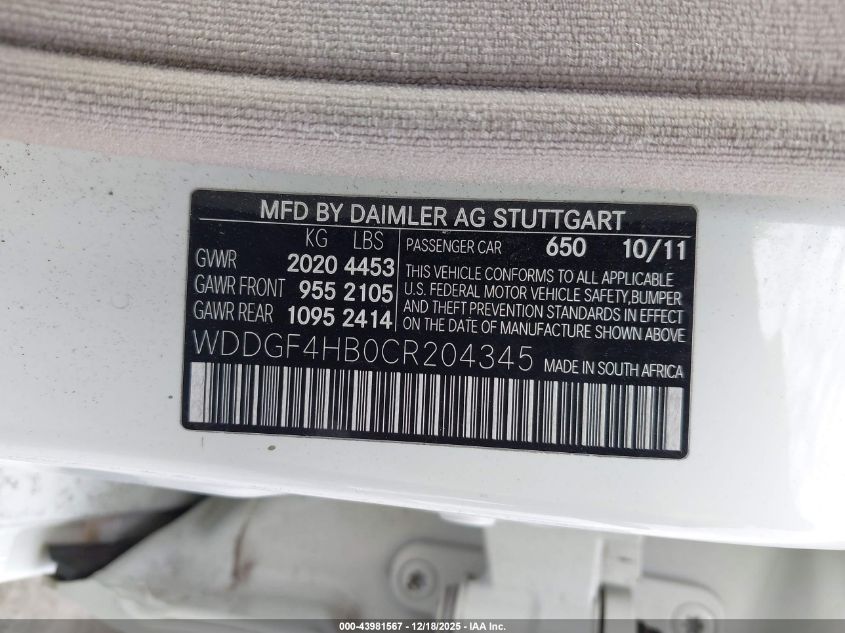 MFD BY DAIMLER AG STUTTGART
KG LBS
GVWR 2020 4453
GAWR FRONT 955 2105
GAWR REAR 1095 2414
PASSENGER CAR 650 10/11
THIS VEHICLE CONFORMS TO ALL APPLICABLE
U.S. FEDERAL MOTOR VEHICLE SAFETY, BUMPER
AND THEFT PREVENTION STANDARDS IN EFFECT
ON THE DATE OF MANUFACTURE SHOWN ABOVE
WDDGF4HB0CR204345 MADE IN SOUTH AFRICA
000-43981567 - 12/18/2025 - © IAA Inc.